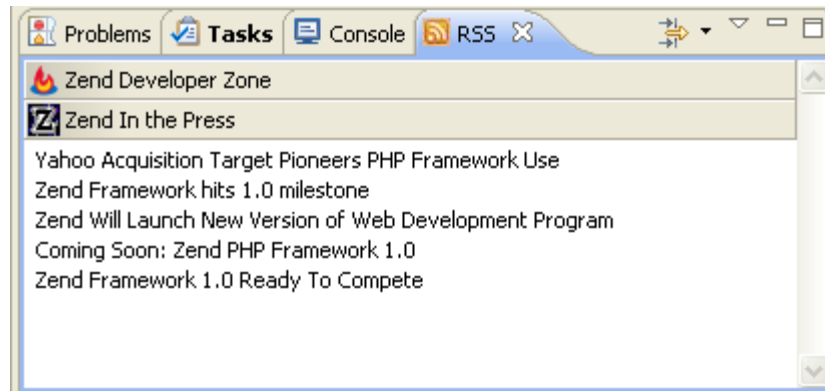 Problems Tasks Console RSS
Zend Developer Zone
Z Zend In the Press
Yahoo Acquisition Target Pioneers PHP Framework Use
Zend Framework hits 1.0 milestone
Zend Will Launch New Version of Web Development Program
Coming Soon: Zend PHP Framework 1.0
Zend Framework 1.0 Ready To Compete